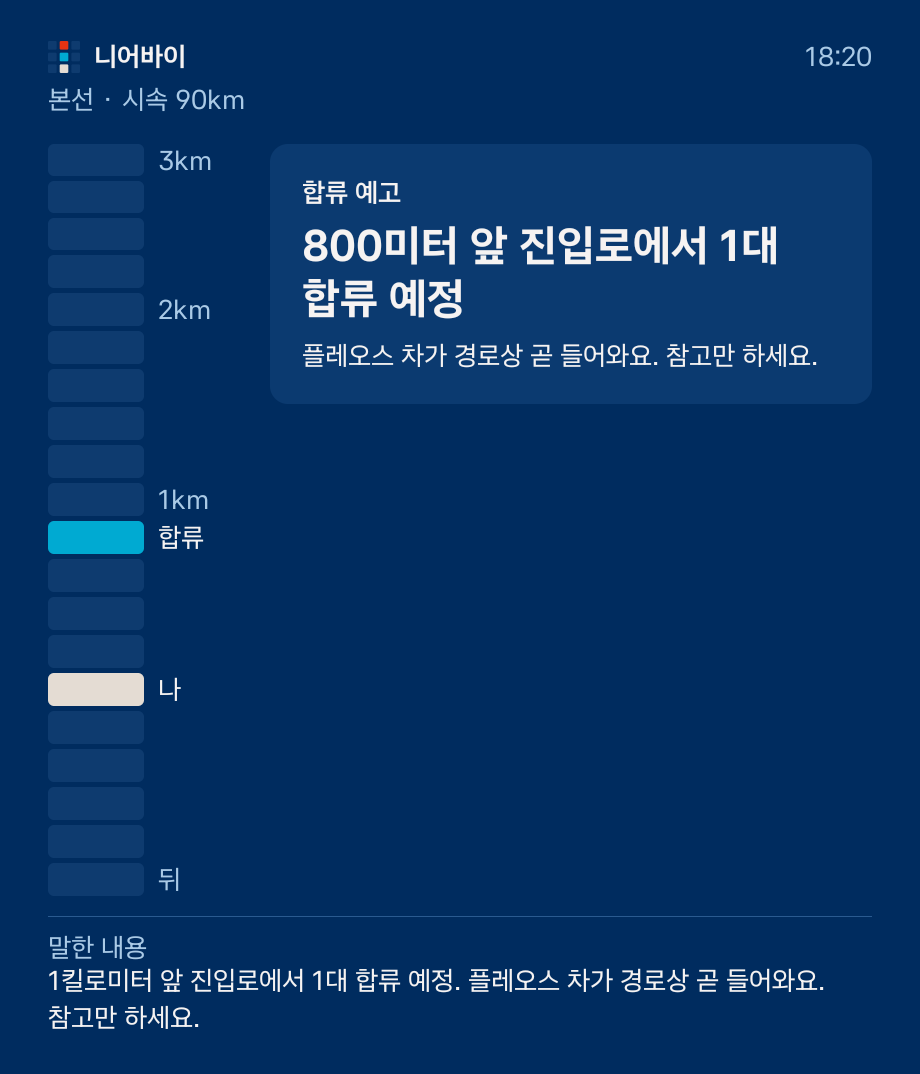 니어바이
18:20
본선 · 시속 90km
3km
합류 예고
800미터 앞 진입로에서 1대
합류 예정
플레오스 차가 경로상 곧 들어와요. 참고만 하세요.
2km
1km
합류
나
뒤
말한 내용
1킬로미터 앞 진입로에서 1대 합류 예정. 플레오스 차가 경로상 곧 들어와요.
참고만 하세요.